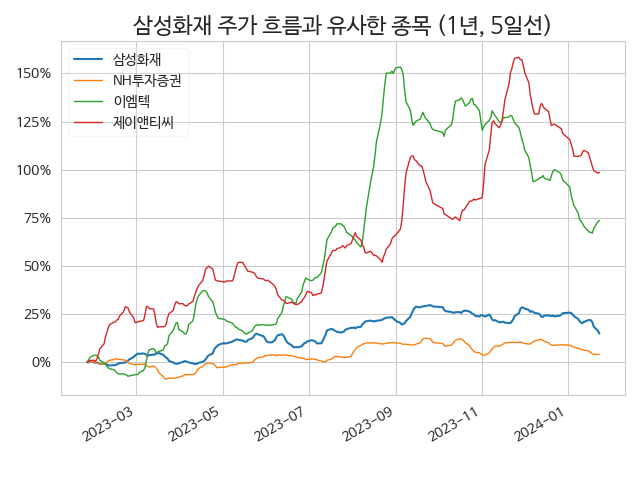 삼성화재 주가 흐름과 유사한 종목 (1년, 5일선)
삼성화재
NH투자증권
이엠텍
제이앤티씨
150%
125%
100%
75%
50%
25%
0%
2023-03
2023-05
2023-07
2023-09
2023-11
2024-01